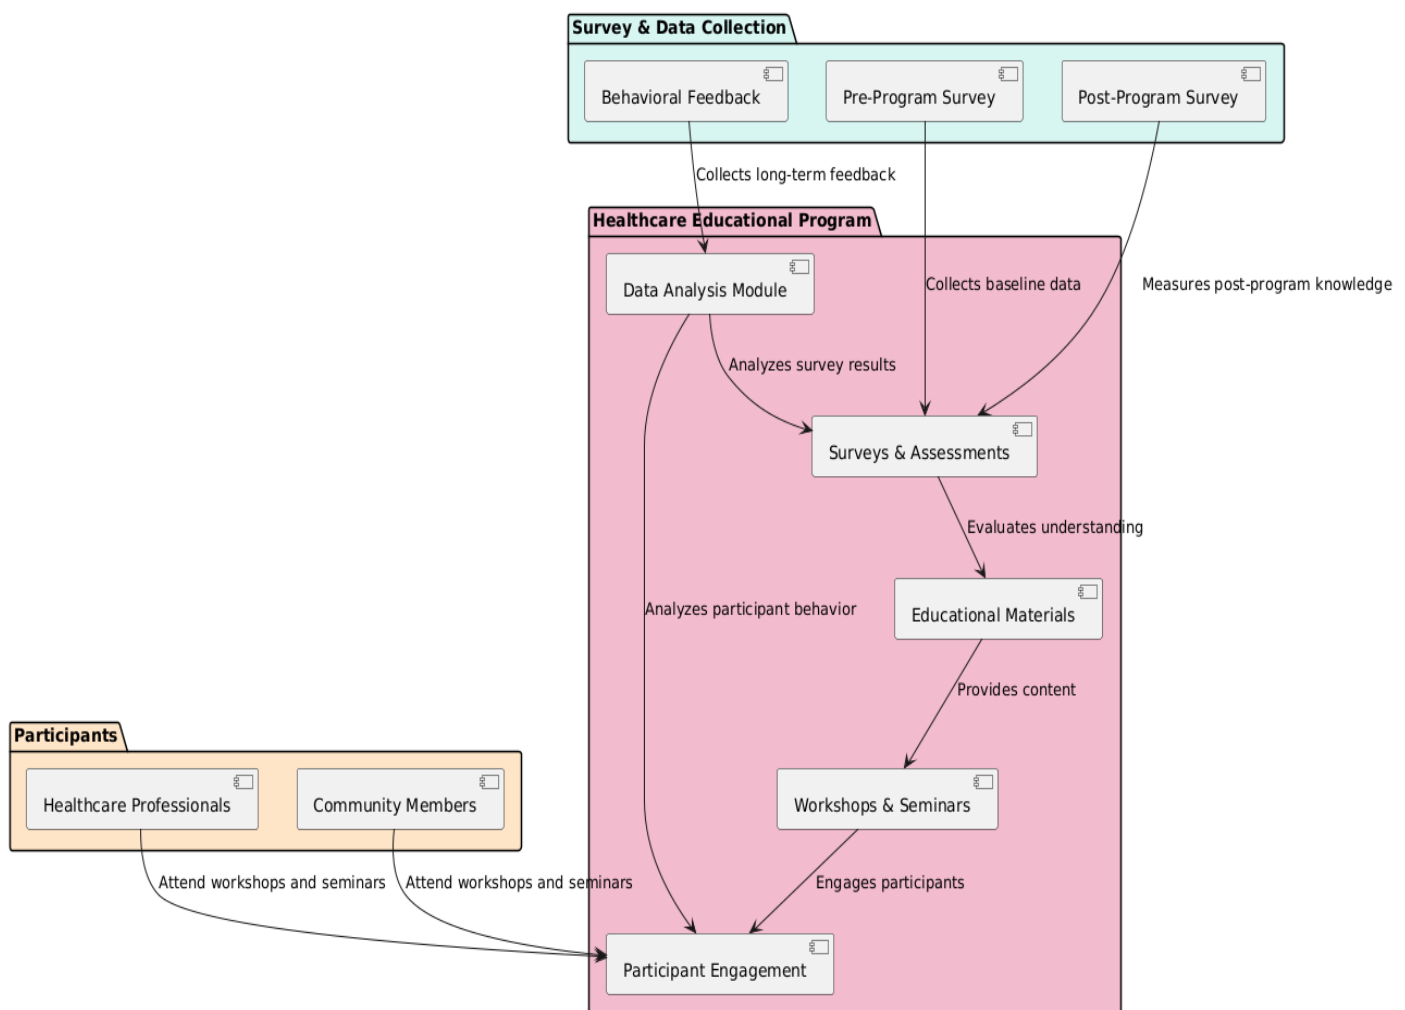 Survey & Data Collection
Behavioral Feedback
Pre-Program Survey
Post-Program Survey
Collects long-term feedback
Healthcare Educational Program
Data Analysis Module
Collects baseline data
Measures post-program knowledge
Analyzes survey results
Surveys & Assessments
Evaluates understanding
Analyzes participant behavior
Educational Materials
Provides content
Participants
Healthcare Professionals
Community Members
Workshops & Seminars
Attend workshops and seminars
Attend workshops and seminars
Engages participants
Participant Engagement